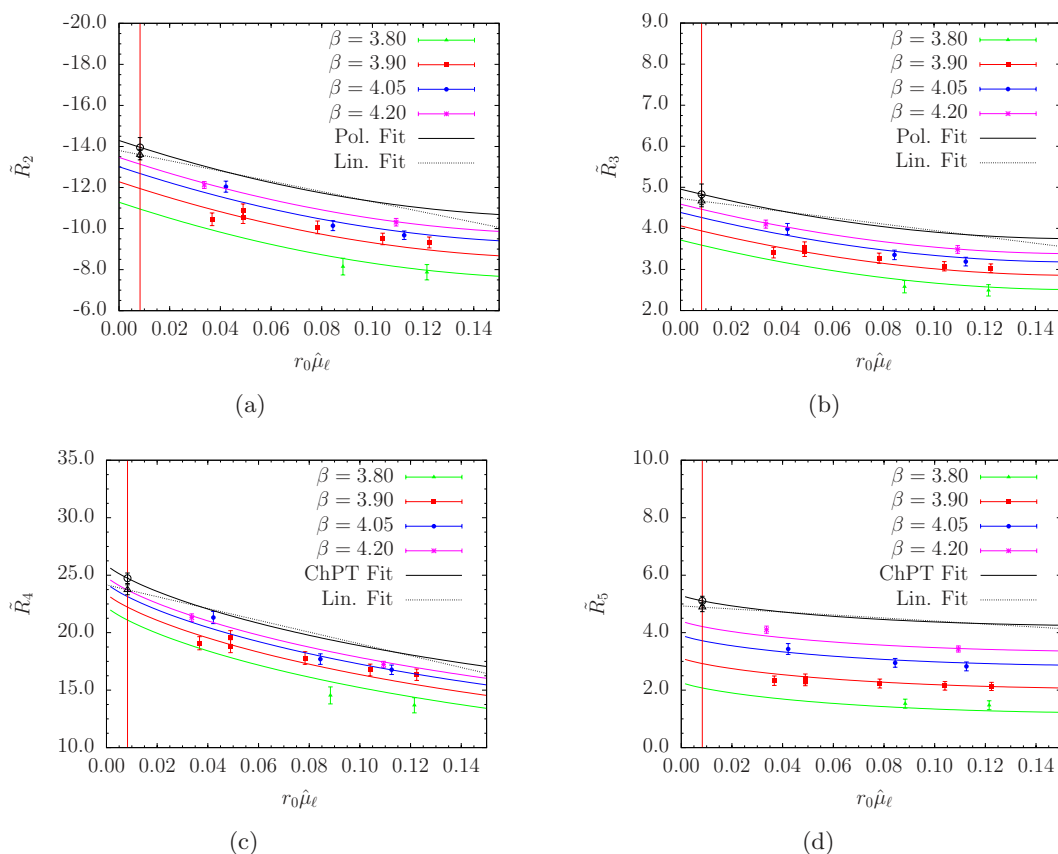 -20.0
-18.0
-16.0
-14.0
-12.0
-10.0
-8.0
-6.0
0.00 0.02 0.04 0.06 0.08 0.10 0.12 0.14
R̃₂
r₀μ̂ℓ
β = 3.80
β = 3.90
β = 4.05
β = 4.20
Pol. Fit
Lin. Fit
(a)
9.0
8.0
7.0
6.0
5.0
4.0
3.0
2.0
0.00 0.02 0.04 0.06 0.08 0.10 0.12 0.14
R̃₃
r₀μ̂ℓ
β = 3.80
β = 3.90
β = 4.05
β = 4.20
Pol. Fit
Lin. Fit
(b)
35.0
30.0
25.0
20.0
15.0
10.0
0.00 0.02 0.04 0.06 0.08 0.10 0.12 0.14
R̃₄
r₀μ̂ℓ
β = 3.80
β = 3.90
β = 4.05
β = 4.20
ChPT Fit
Lin. Fit
(c)
10.0
8.0
6.0
4.0
2.0
0.0
0.00 0.02 0.04 0.06 0.08 0.10 0.12 0.14
R̃₅
r₀μ̂ℓ
β = 3.80
β = 3.90
β = 4.05
β = 4.20
ChPT Fit
Lin. Fit
(d)